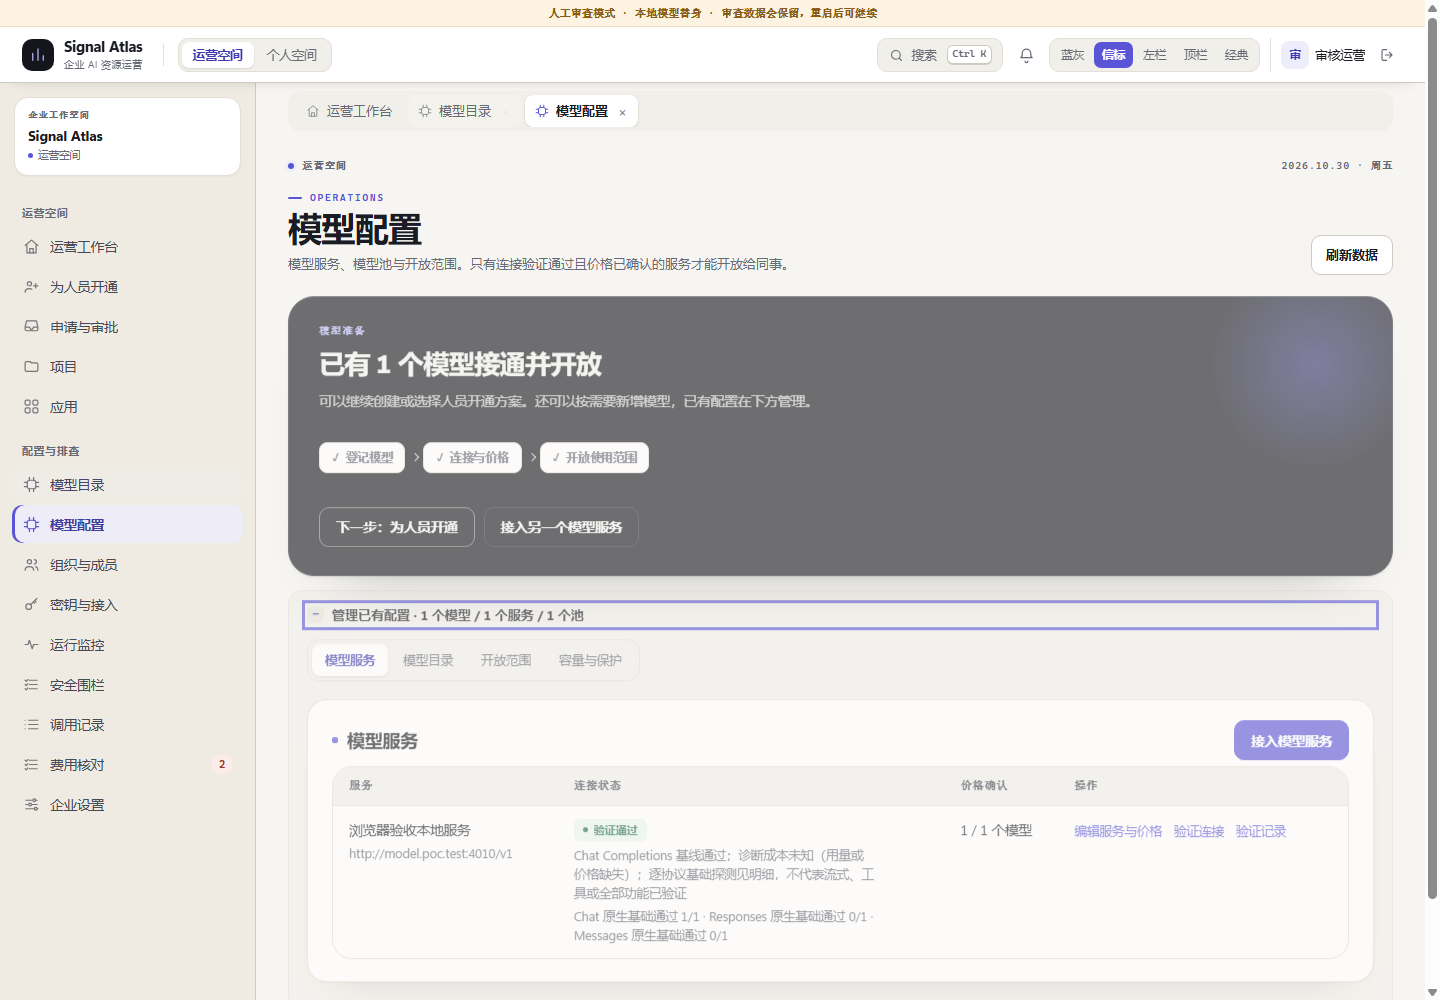 人工审查模式 · 本地模型替身 · 审查数据会保留，重启后可继续
Signal Atlas
企业 AI 资源运营
运营空间
个人空间
搜索
Ctrl K
蓝灰
信标
左栏
顶栏
经典
审
审核运营
企业工作空间
Signal Atlas
运营空间
运营空间
运营工作台
为人员开通
申请与审批
项目
应用
配置与排查
模型目录
模型配置
组织与成员
密钥与接入
运行监控
安全围栏
调用记录
费用核对
2
企业设置
运营工作台
模型目录 ×
模型配置 ×
运营空间
2026.10.30 · 周五
OPERATIONS
模型配置
模型服务、模型池与开放范围。只有连接验证通过且价格已确认的服务才能开放给同事。
刷新数据
模型准备
已有 1 个模型接通并开放
可以继续创建或选择人员开通方案。还可以按需要新增模型，已有配置在下方管理。
✓ 登记模型
✓ 连接与价格
✓ 开放使用范围
下一步：为人员开通
接入另一个模型服务
− 管理已有配置 · 1 个模型 / 1 个服务 / 1 个池
模型服务
模型目录
开放范围
容量与保护
模型服务
接入模型服务
服务
连接状态
价格确认
操作
浏览器验收本地服务
http://model.poc.test:4010/v1
验证通过
Chat Completions 基线通过；诊断成本未知（用量或
价格缺失）；逐协议基础探测见明细，不代表流式、工
具或全部功能已验证
Chat 原生基础通过 1/1 · Responses 原生基础通过 0/1 ·
Messages 原生基础通过 0/1
1 / 1 个模型
编辑服务与价格
验证连接
验证记录